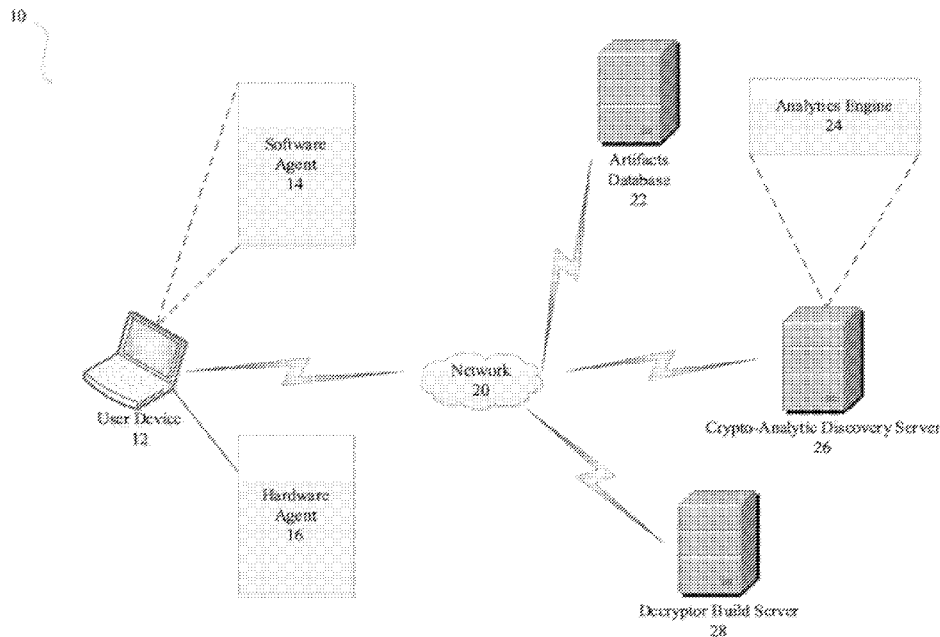 10
Software
Agent
14
Artifacts
Database
22
Analytics Engine
24
User Device
12
Network
20
Crypto-Analytic Discovery Server
26
Hardware
Agent
16
Decryptor Build Server
28